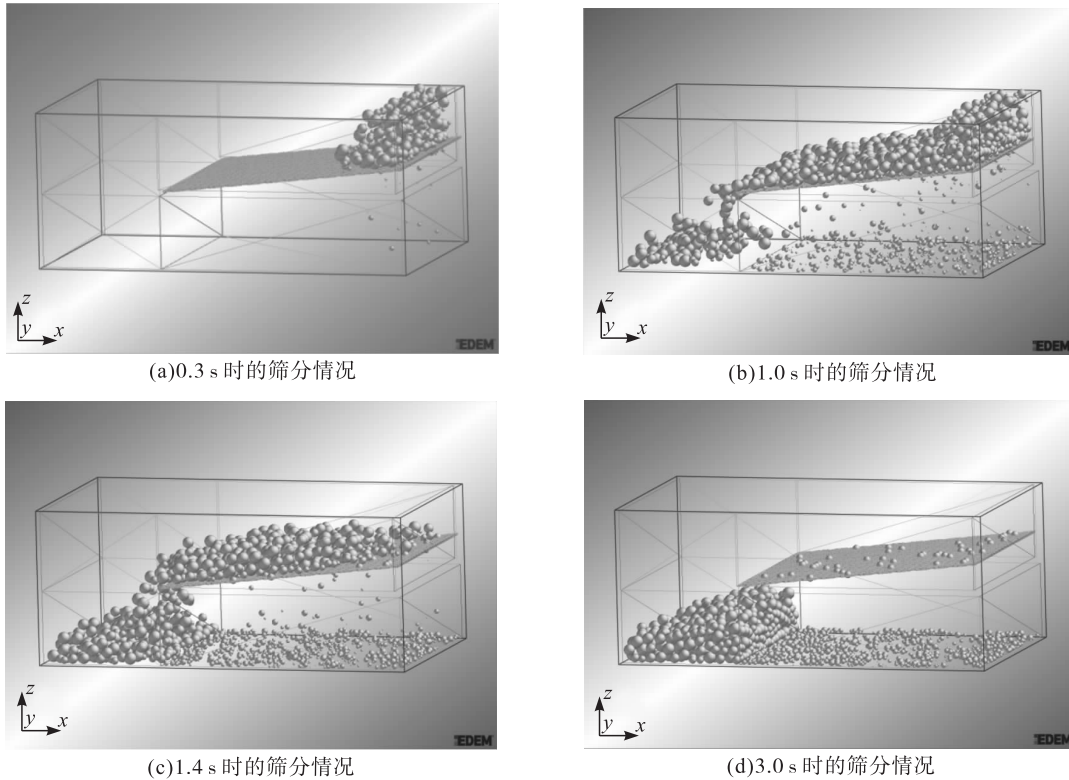 z
y x
EDEM
(a)0.3 s 时的筛分情况
z
y x
EDEM
(b)1.0 s 时的筛分情况
z
y x
EDEM
(c)1.4 s 时的筛分情况
z
y x
EDEM
(d)3.0 s 时的筛分情况